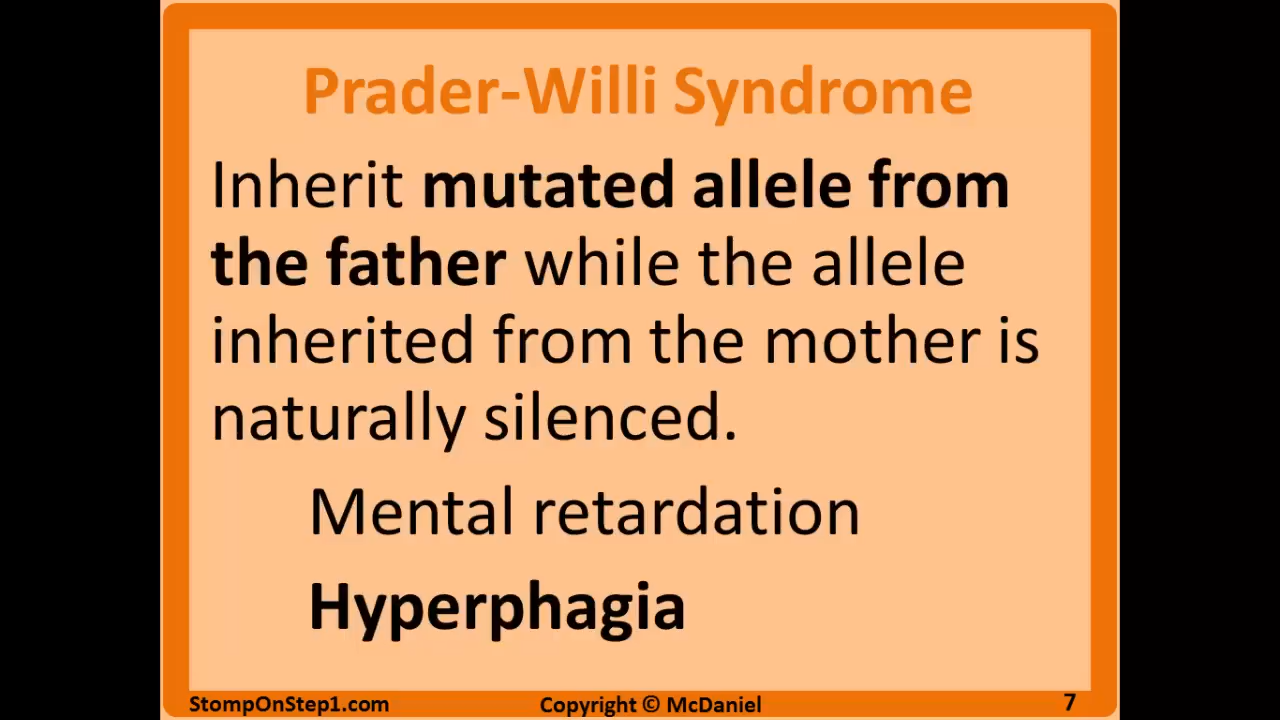 Prader-Willi Syndrome
Inherit mutated allele from
the father while the allele
inherited from the mother is
naturally silenced.
Mental retardation
Hyperphagia
StompOnStep1.com Copyright © McDaniel 7